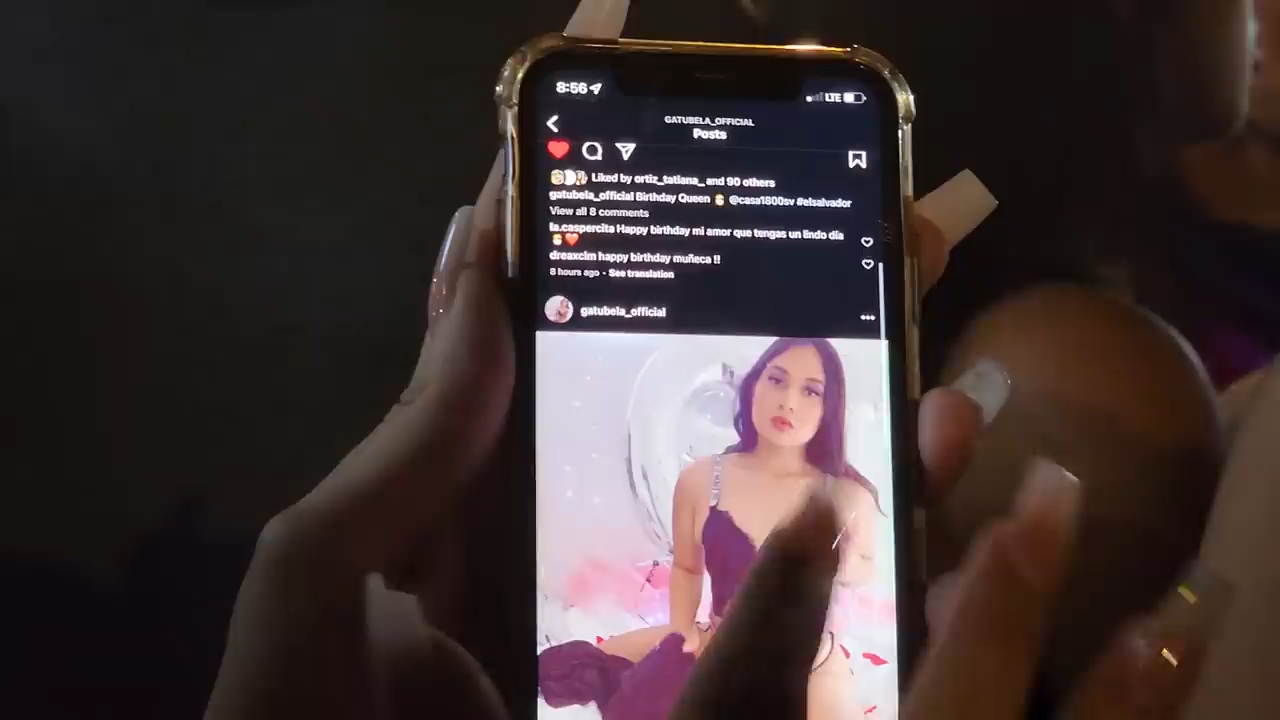 8:56
LTE
GATUBELA_OFFICIAL
Posts
Liked by ortiz_tatiana_ and 90 others
gatubela_official Birthday Queen @casa1800sv #elsalvador
View all 8 comments
la.caspercita Happy birthday mi amor que tengas un lindo día
dreaxclm happy birthday muñeca !!
8 hours ago · See translation
gatubela_official